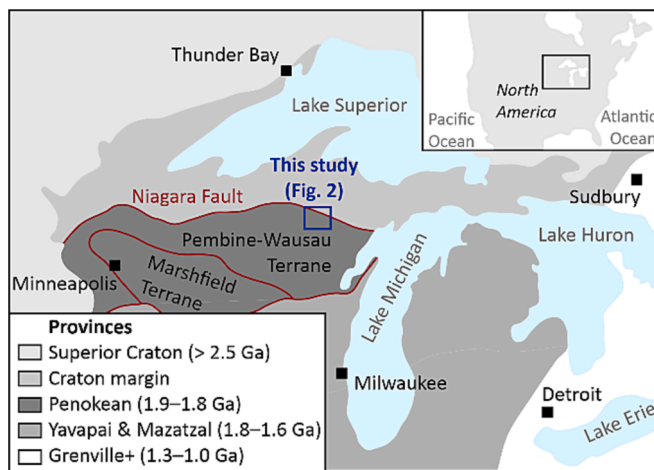 Thunder Bay
Lake Superior
North
America
Pacific
Ocean
Atlantic
Ocean
This study
(Fig. 2)
Sudbury
Niagara Fault
Pembine-Wausau
Terrane
Lake Huron
Marshfield
Terrane
Minneapolis
Lake Michigan
Provinces
Superior Craton (> 2.5 Ga)
Craton margin
Penokean (1.9–1.8 Ga)
Yavapai & Mazatzal (1.8–1.6 Ga)
Grenville+ (1.3–1.0 Ga)
Milwaukee
Detroit
Lake Erie